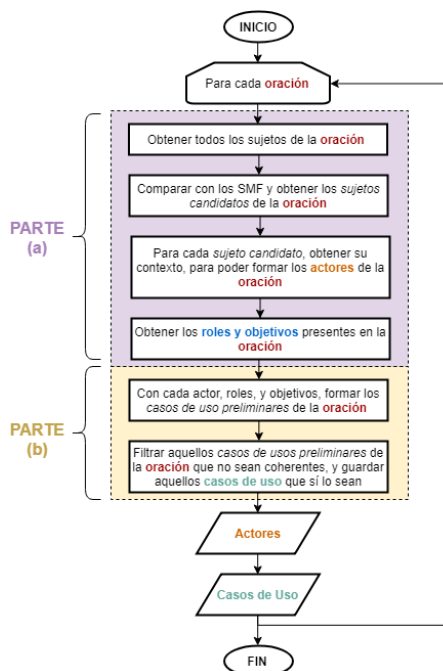 INICIO
Para cada oración
PARTE
(a)
Obtener todos los sujetos de la oración
Comparar con los SMF y obtener los sujetos
candidatos de la oración
Para cada sujeto candidato, obtener su
contexto, para poder formar los actores de la
oración
Obtener los roles y objetivos presentes en la
oración
PARTE
(b)
Con cada actor, roles, y objetivos, formar los
casos de uso preliminares de la oración
Filtrar aquellos casos de usos preliminares de
la oración que no sean coherentes, y guardar
aquellos casos de uso que sí lo sean
Actores
Casos de Uso
FIN